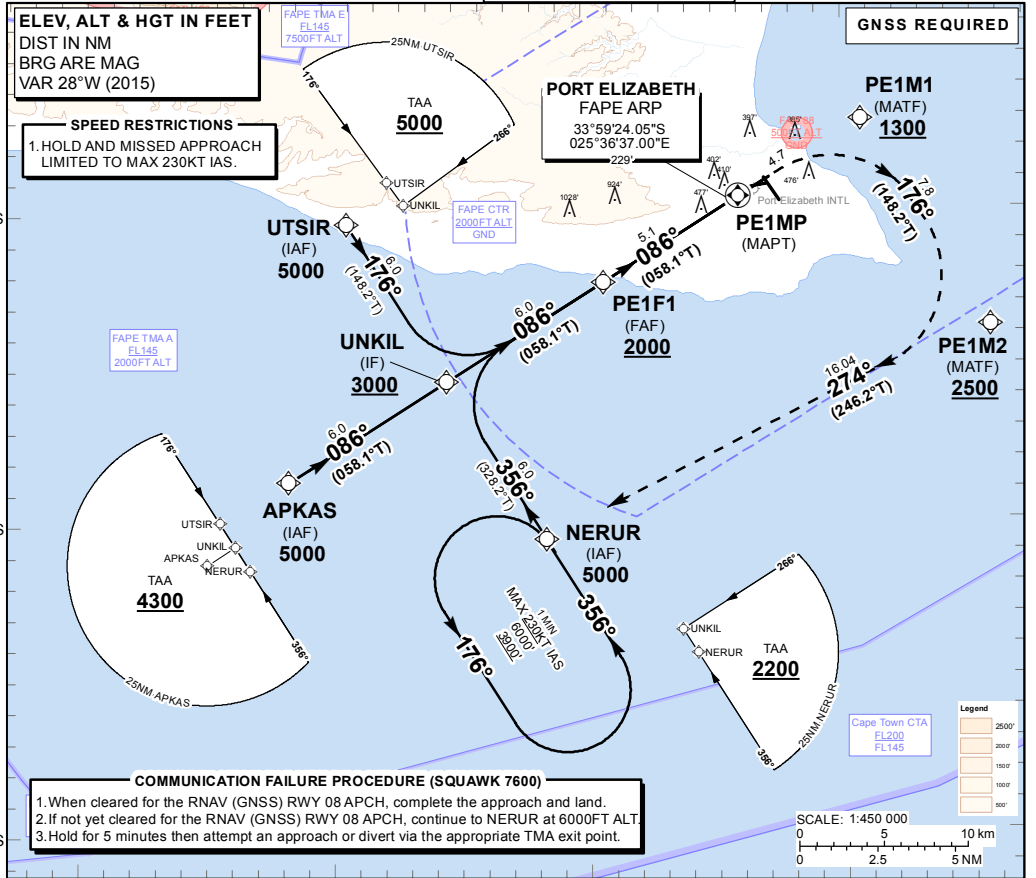 ELEV, ALT & HGT IN FEET
DIST IN NM
BRG ARE MAG
VAR 28°W (2015)
SPEED RESTRICTIONS
1. HOLD AND MISSED APPROACH
LIMITED TO MAX 230KT IAS.
FAPE TMA E
FL145
7500FT ALT
GNSS REQUIRED
25NM UTSIR
176°
TAA
5000
266°
UTSIR
UNKIL
PORT ELIZABETH
FAPE ARP
33°59'24.05"S
025°36'37.00"E
229'
PE1M1
(MATF)
1300
397'
GND
402'
410'
476'
477'
924'
1028'
4.7
Port Elizabeth INTL
PE1MP
(MAPT)
7.8
176°
(148.2°T)
FAPE CTR
2000FT ALT
GND
UTSIR
(IAF)
5000
6.0
176°
(148.2°T)
5.1
086°
(058.1°T)
PE1F1
(FAF)
2000
6.0
086°
(058.1°T)
UNKIL
(IF)
3000
FAPE TMA A
FL145
2000FT ALT
PE1M2
(MATF)
2500
16.04
274°
(246.2°T)
6.0
086°
(058.1°T)
APKAS
(IAF)
5000
6.0
356°
(328.2°T)
NERUR
(IAF)
5000
176°
UTSIR
UNKIL
APKAS
NERUR
TAA
4300
356°
25NM APKAS
1 MIN
MAX 230KT IAS
6000'
3900'
176°
356°
266°
UNKIL
NERUR
TAA
2200
356°
25NM NERUR
Cape Town CTA
FL200
FL145
Legend
2500'
2000'
1500'
1000'
500'
COMMUNICATION FAILURE PROCEDURE (SQUAWK 7600)
1. When cleared for the RNAV (GNSS) RWY 08 APCH, complete the approach and land.
2. If not yet cleared for the RNAV (GNSS) RWY 08 APCH, continue to NERUR at 6000FT ALT.
3. Hold for 5 minutes then attempt an approach or divert via the appropriate TMA exit point.
SCALE: 1:450 000
0 5 10 km
0 2.5 5 NM